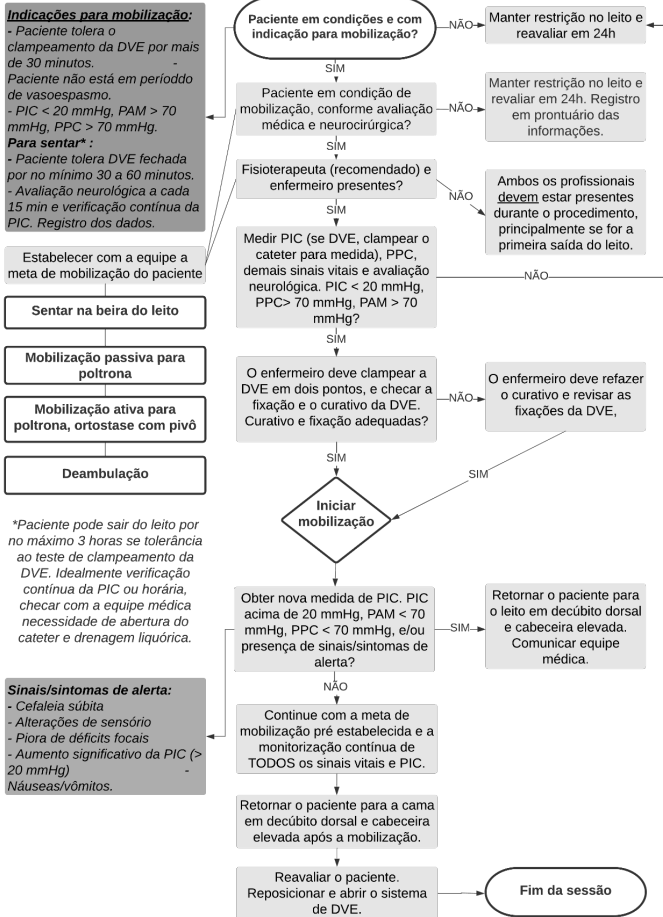 Indicações para mobilização:
- Paciente tolera o
clampeamento da DVE por mais
de 30 minutos. -
Paciente não está em períoddo
de vasoespasmo.
- PIC < 20 mmHg, PAM > 70
mmHg, PPC > 70 mmHg.
Para sentar* :
- Paciente tolera DVE fechada
por no mínimo 30 a 60 minutos.
- Avaliação neurológica a cada
15 min e verificação contínua da
PIC. Registro dos dados.
Estabelecer com a equipe a
meta de mobilização do paciente
Sentar na beira do leito
Mobilização passiva para
poltrona
Mobilização ativa para
poltrona, ortostase com pivô
Deambulação
*Paciente pode sair do leito por
no máximo 3 horas se tolerância
ao teste de clampeamento da
DVE. Idealmente verificação
contínua da PIC ou horária,
checar com a equipe médica
necessidade de abertura do
cateter e drenagem liquórica.
Sinais/sintomas de alerta:
- Cefaleia súbita
- Alterações de sensório
- Piora de déficits focais
- Aumento significativo da PIC (>
20 mmHg) -
Náuseas/vômitos.
Paciente em condições e com
indicação para mobilização?
NÃO
Manter restrição no leito e
reavaliar em 24h
SIM
Paciente em condição de
mobilização, conforme avaliação
médica e neurocirúrgica?
NÃO
Manter restrição no leito e
revaliar em 24h. Registro
em prontuário das
informações.
SIM
Fisioterapeuta (recomendado) e
enfermeiro presentes?
NÃO
Ambos os profissionais
devem estar presentes
durante o procedimento,
principalmente se for a
primeira saída do leito.
SIM
Medir PIC (se DVE, clampear o
cateter para medida), PPC,
demais sinais vitais e avaliação
neurológica. PIC < 20 mmHg,
PPC> 70 mmHg, PAM > 70
mmHg?
NÃO
SIM
O enfermeiro deve clampear a
DVE em dois pontos, e checar a
fixação e o curativo da DVE.
Curativo e fixação adequadas?
NÃO
O enfermeiro deve refazer
o curativo e revisar as
fixações da DVE,
SIM
SIM
Iniciar
mobilização
Obter nova medida de PIC. PIC
acima de 20 mmHg, PAM < 70
mmHg, PPC < 70 mmHg, e/ou
presença de sinais/sintomas de
alerta?
SIM
Retornar o paciente para
o leito em decúbito dorsal
e cabeceira elevada.
Comunicar equipe
médica.
NÃO
Continue com a meta de
mobilização pré estabelecida e a
monitorização contínua de
TODOS os sinais vitais e PIC.
Retornar o paciente para a cama
em decúbito dorsal e cabeceira
elevada após a mobilização.
Reavaliar o paciente.
Reposicionar e abrir o sistema
de DVE.
Fim da sessão